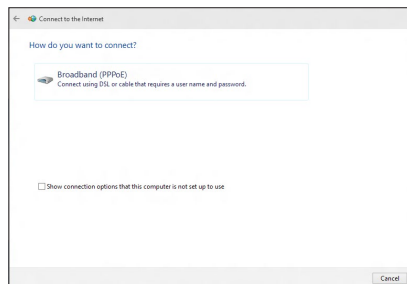 Connect to the Internet
How do you want to connect?
Broadband (PPPoE)
Connect using DSL or cable that requires a user name and password.
Show connection options that this computer is not set up to use
Cancel